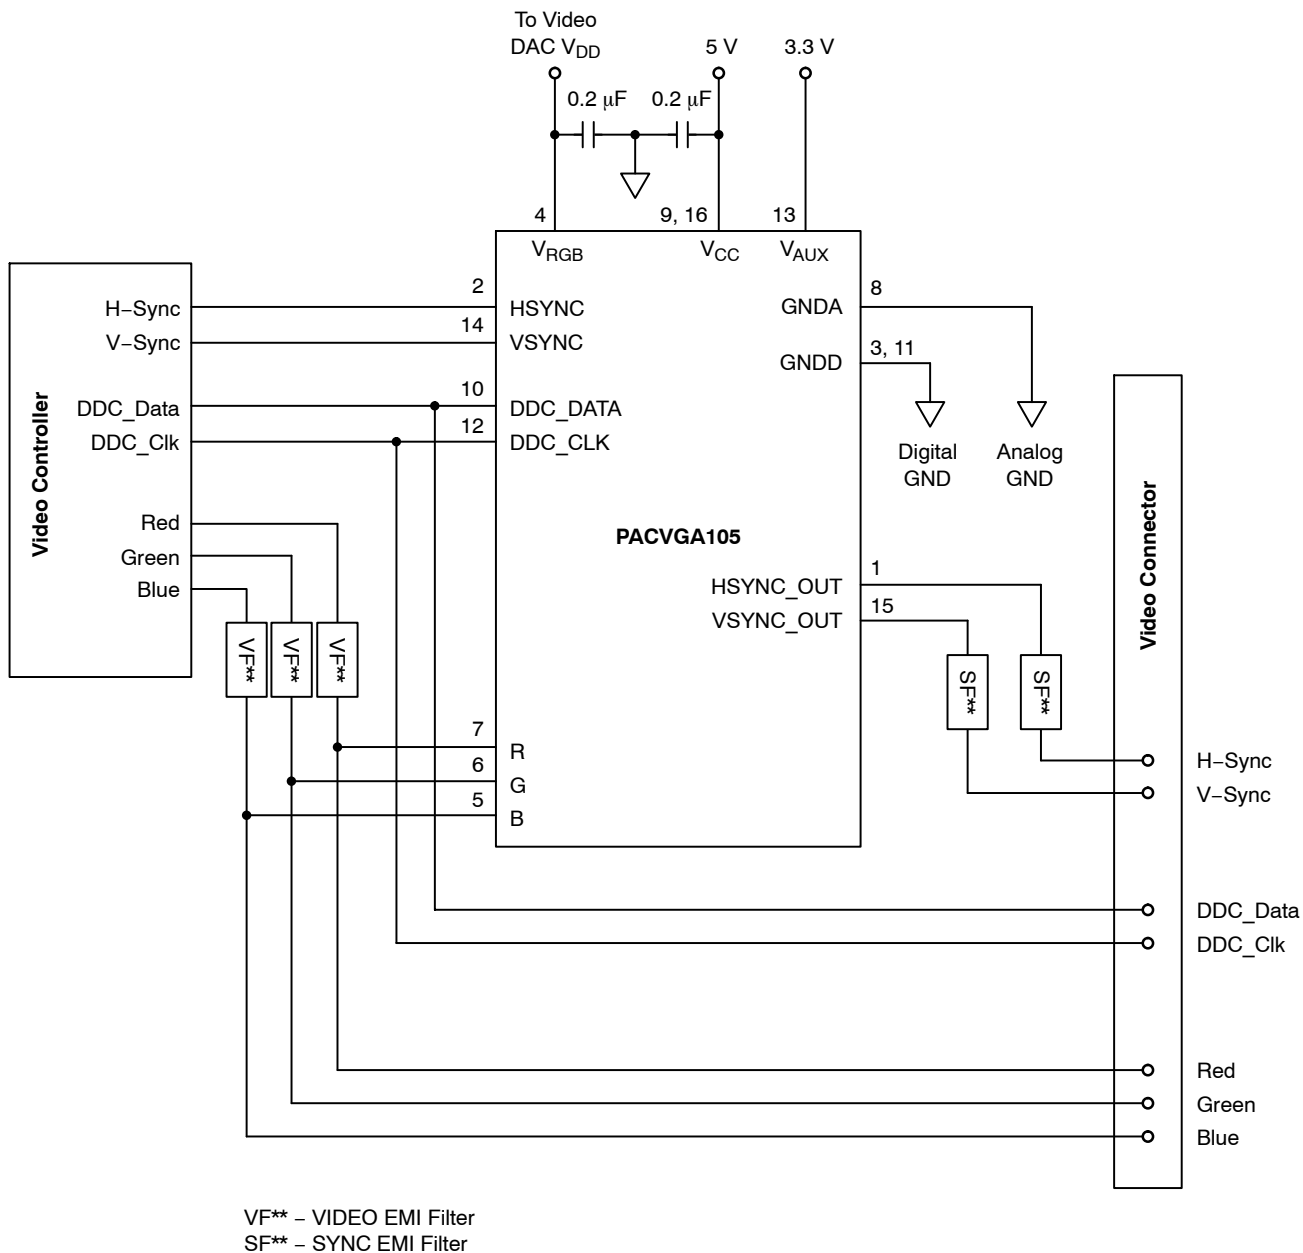 To Video
DAC VDD
5 V
3.3 V
0.2 μF
0.2 μF
4
9, 16
13
VRGB
VCC
VAUX
H–Sync
2
HSYNC
V–Sync
14
VSYNC
DDC_Data
10
DDC_DATA
DDC_Clk
12
DDC_CLK
GNDA
8
GNDD
3, 11
Digital
GND
Analog
GND
Video Controller
Red
Green
Blue
VF**
VF**
VF**
PACVGA105
HSYNC_OUT
1
VSYNC_OUT
15
SF**
SF**
7
R
6
G
5
B
Video Connector
H–Sync
V–Sync
DDC_Data
DDC_Clk
Red
Green
Blue
VF** – VIDEO EMI Filter
SF** – SYNC EMI Filter